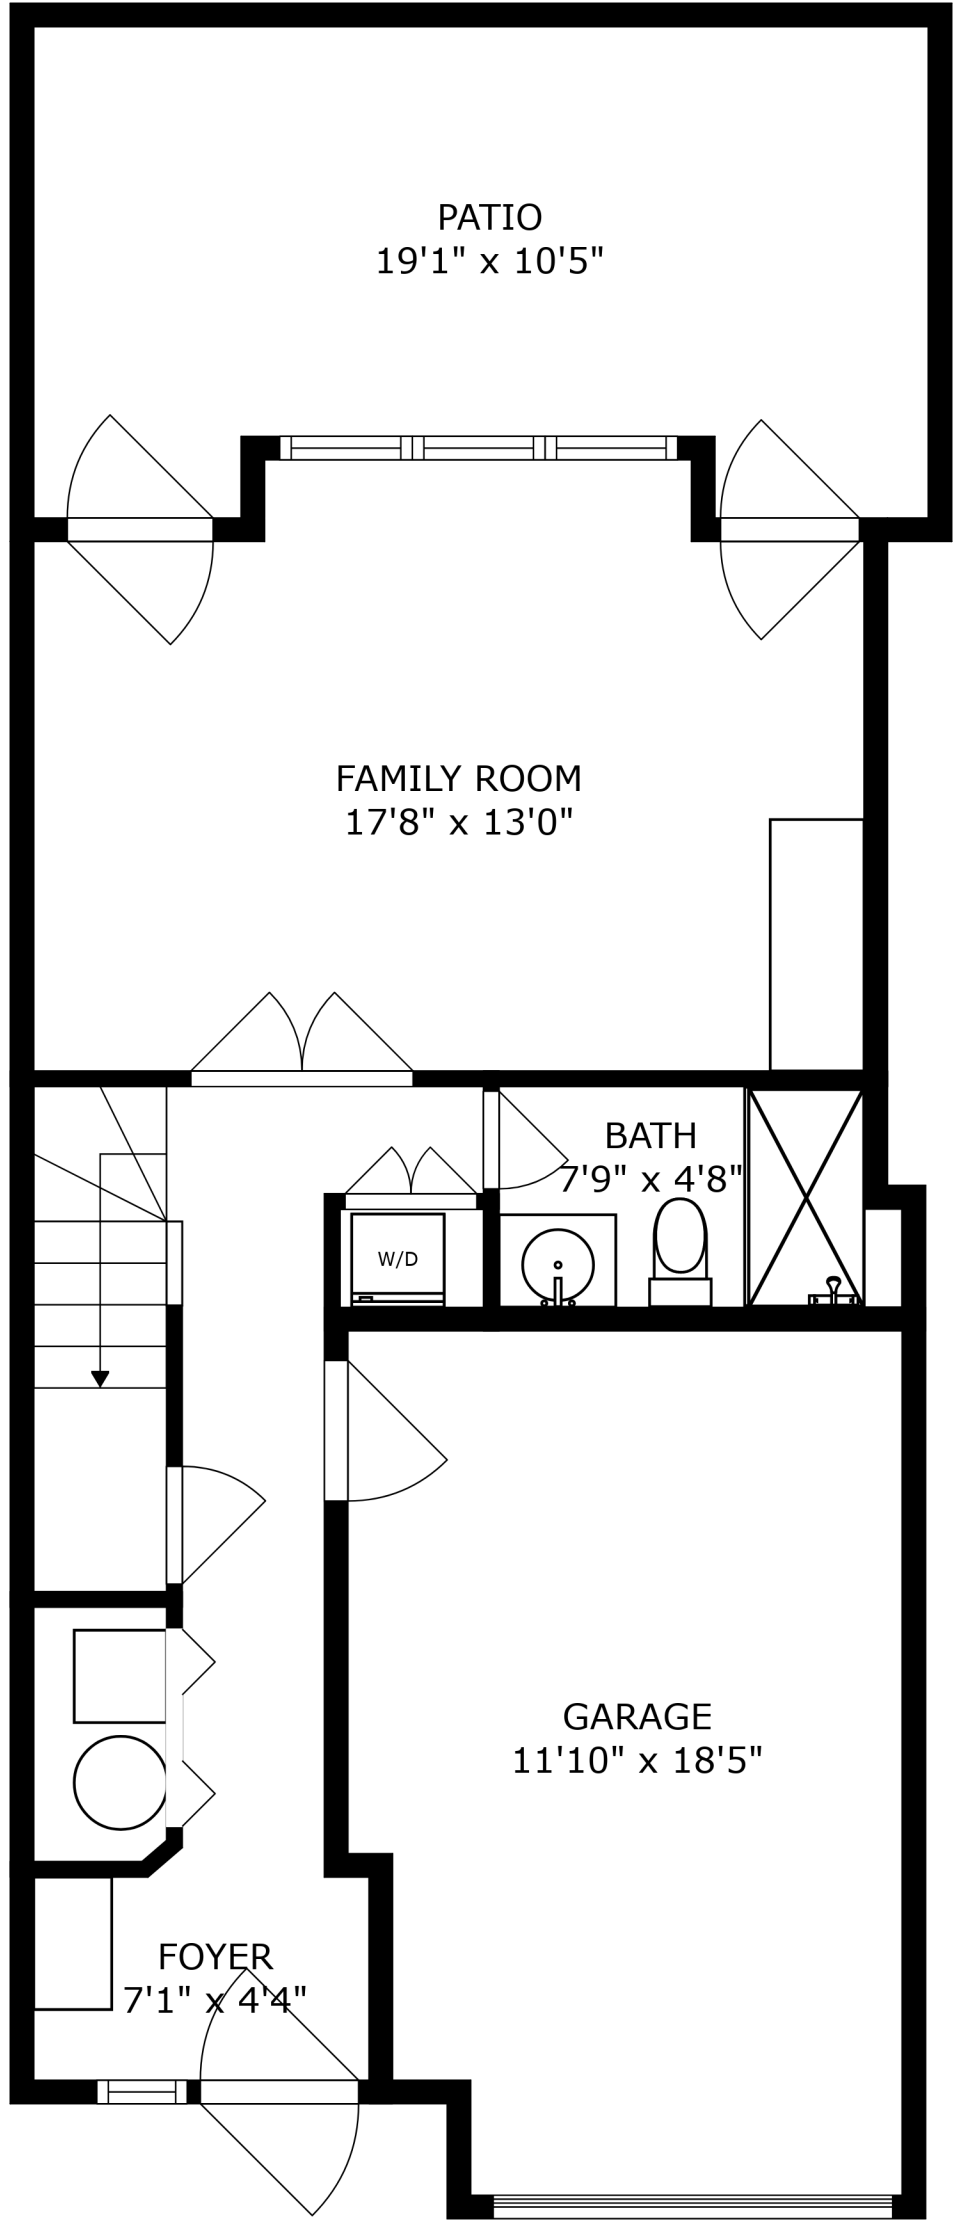 PATIO
19'1" x 10'5"
FAMILY ROOM
17'8" x 13'0"
BATH
7'9" x 4'8"
W/D
GARAGE
11'10" x 18'5"
FOYER
7'1" x 4'4"